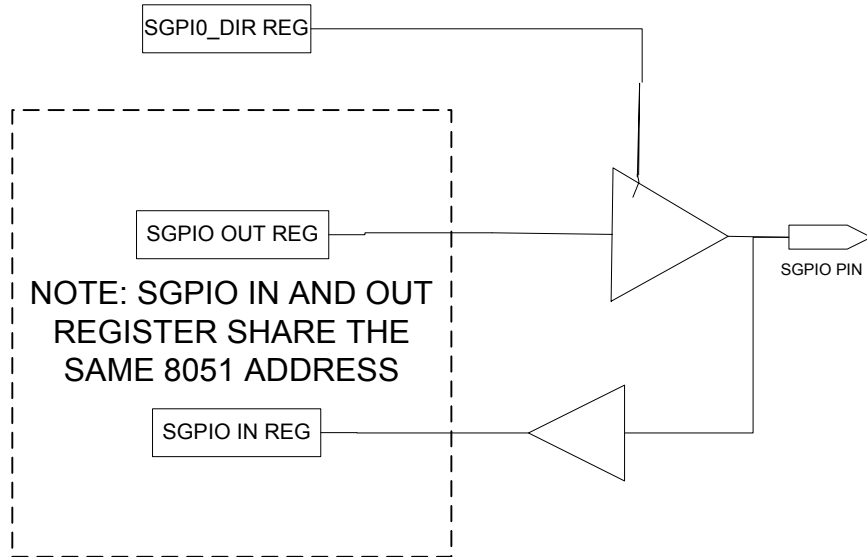 SGPI0_DIR REG
SGPIO OUT REG
SGPIO PIN
NOTE: SGPIO IN AND OUT
REGISTER SHARE THE
SAME 8051 ADDRESS
SGPIO IN REG